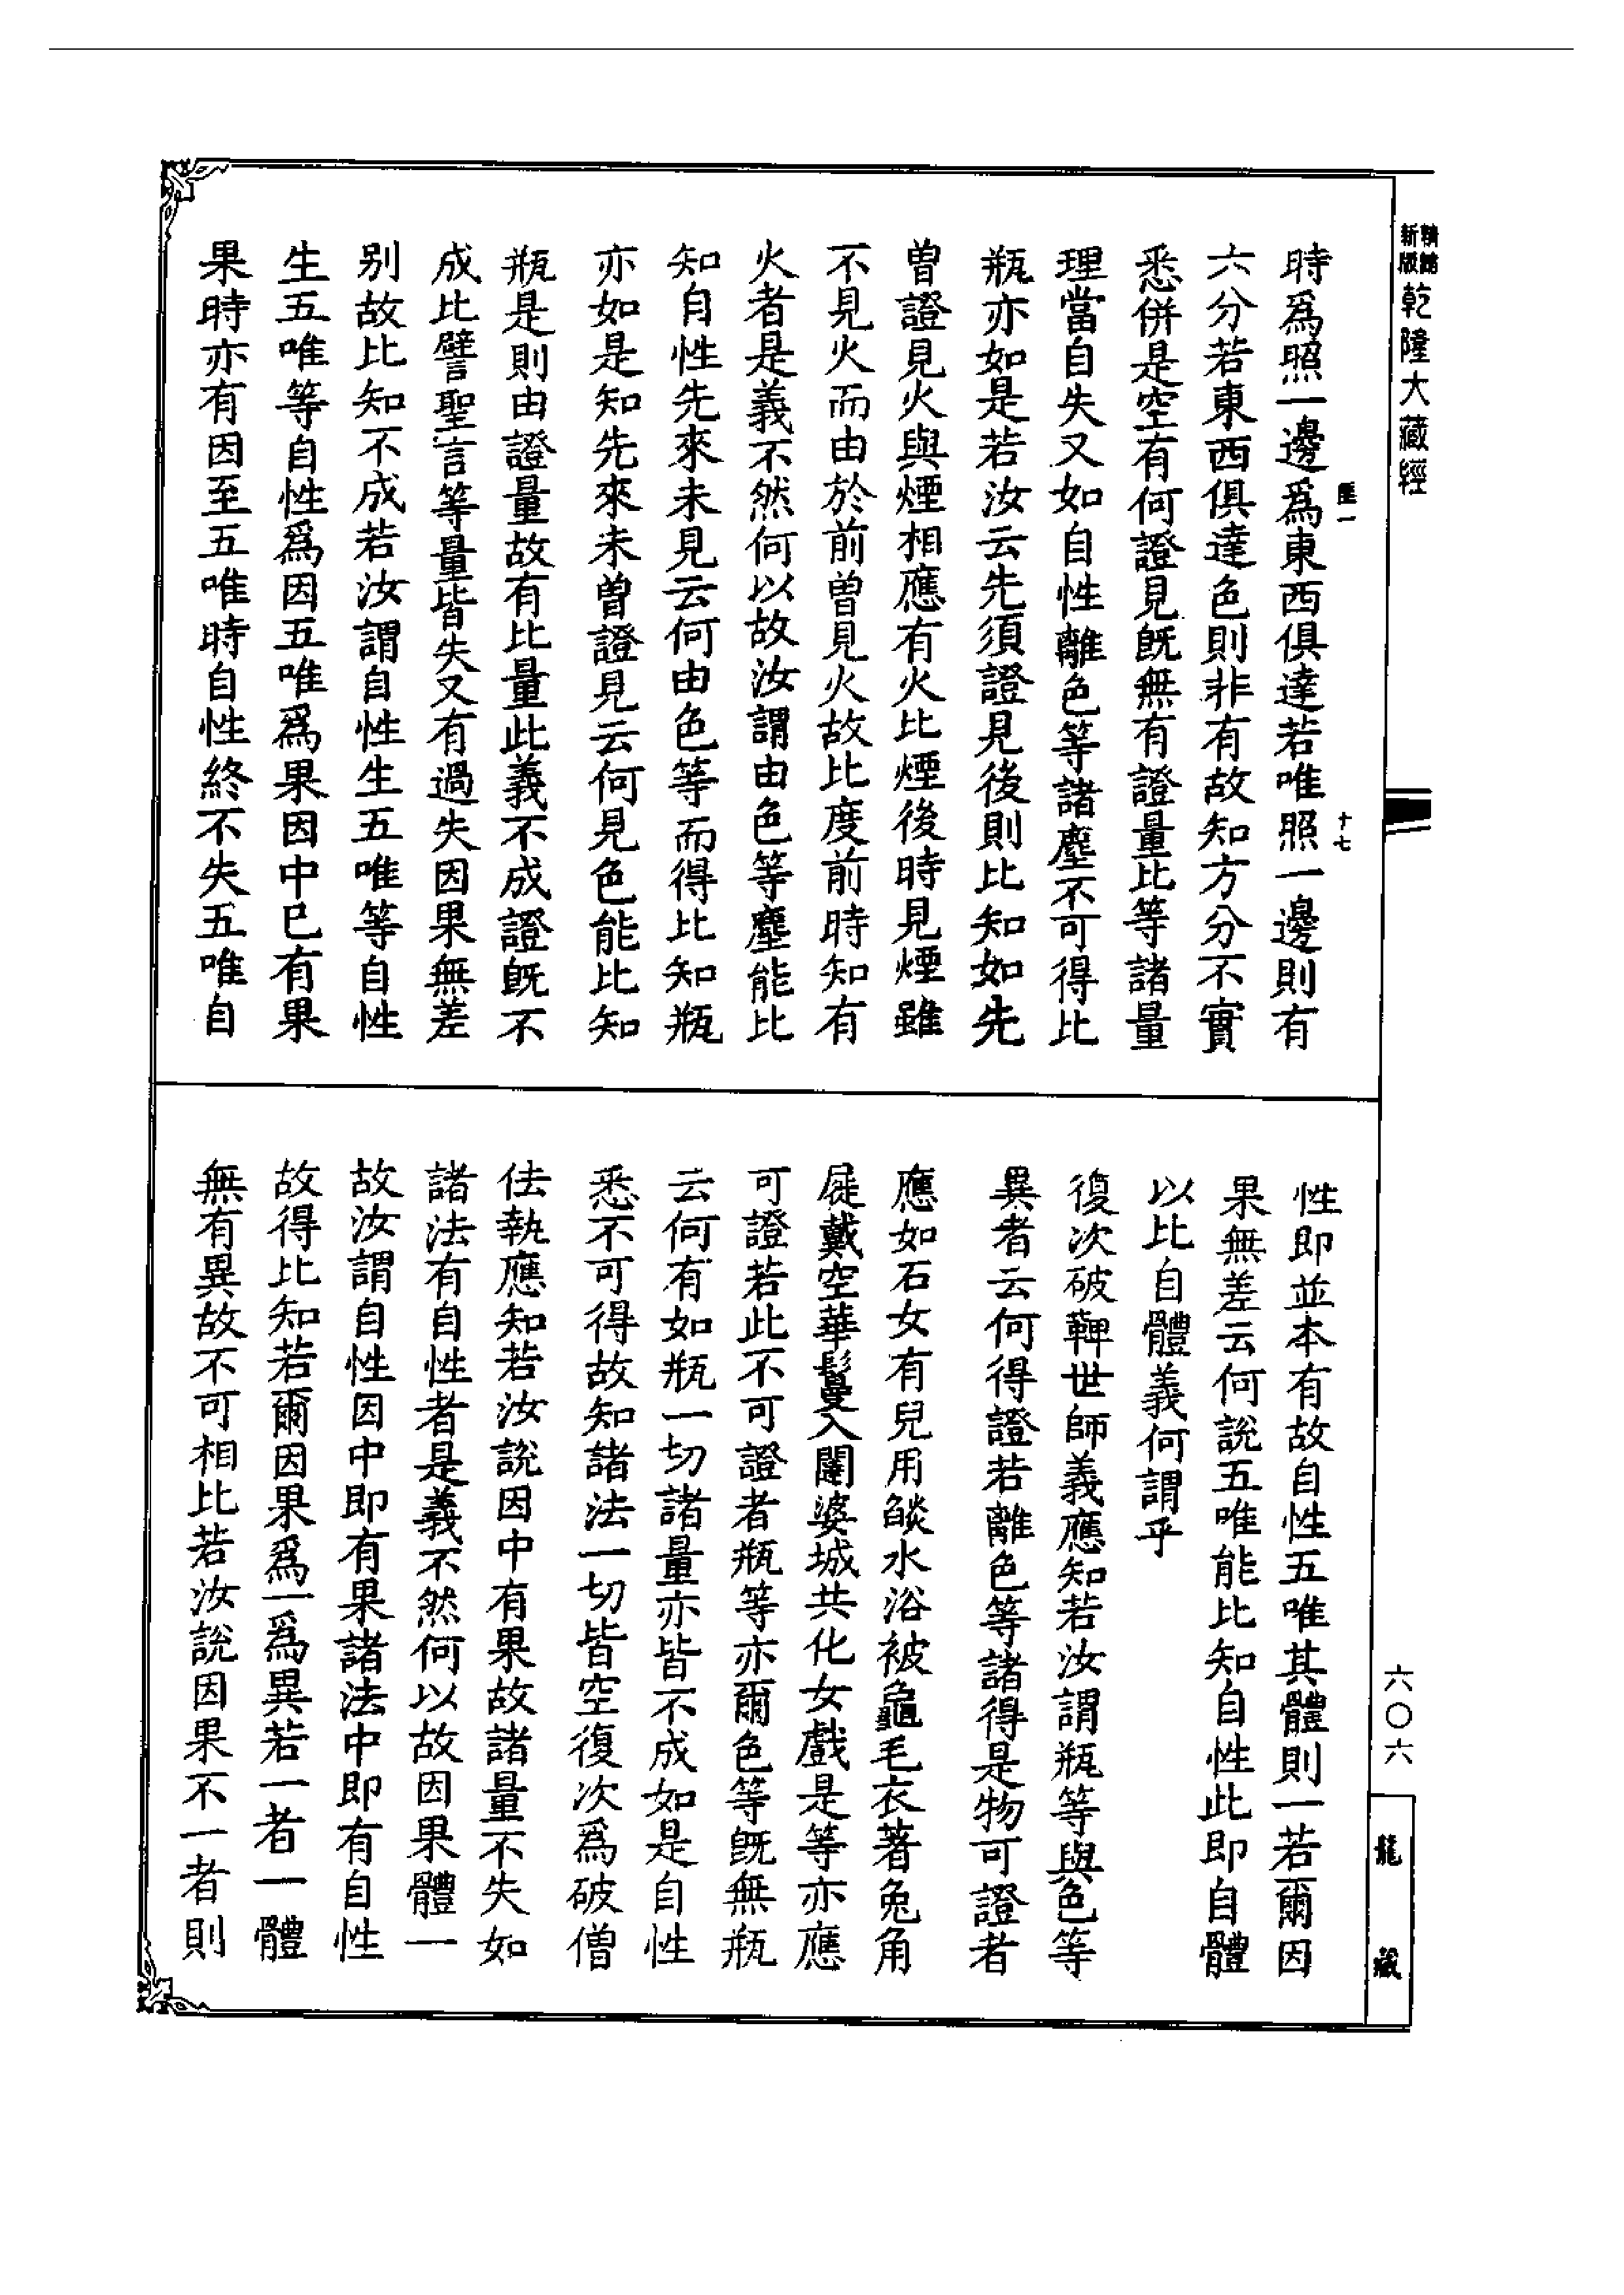 新版
精縮
乾隆大藏經
匪一
十七
時爲照一邊爲東西俱達若唯照一邊則有
六分若東西俱達色則非有故知方分不實
悉併是空有何證見旣無有證量比等諸量
理當自失又如自性離色等諸塵不可得比
瓶亦如是若汝云先須證見後則比知如先
曾證見火與煙相應有火比煙後時見煙雖
不見火而由於前曾見火故比度前時知有
火者是義不然何以故汝謂由色等塵能比
知自性先來未見云何由色等而得比知瓶
亦如是知先來未曾證見云何見色能比知
瓶是則由證量故有比量此義不成證旣不
成比譬聖言等量皆失又有過失因果無差
别故比知不成若汝謂自性生五唯等自性
生五唯等自性爲因五唯爲果因中已有果
果時亦有因至五唯時自性終不失五唯自
性即並本有故自性五唯其體則一若爾因
果無差云何說五唯能比知自性此即自體
以比自體義何謂乎
復次破鞞世師義應知若汝謂瓶等與色等
異者云何得證若離色等諸得是物可證者
應如石女有兒用燄水浴被龜毛衣著兔角
屣戴空華鬘入闥婆城共化女戲是等亦應
可證若此不可證者瓶等亦爾色等旣無瓶
云何有如瓶一切諸量亦皆不成如是自性
悉不可得故知諸法一切皆空復次爲破僧
佉執應知若汝說因中有果故諸量不失如
諸法有自性者是義不然何以故因果體一
故汝謂自性因中即有果諸法中即有自性
故得比知若爾因果爲一爲異若一者一體
無有異故不可相比若汝說因果不一者則
六〇六
龍藏